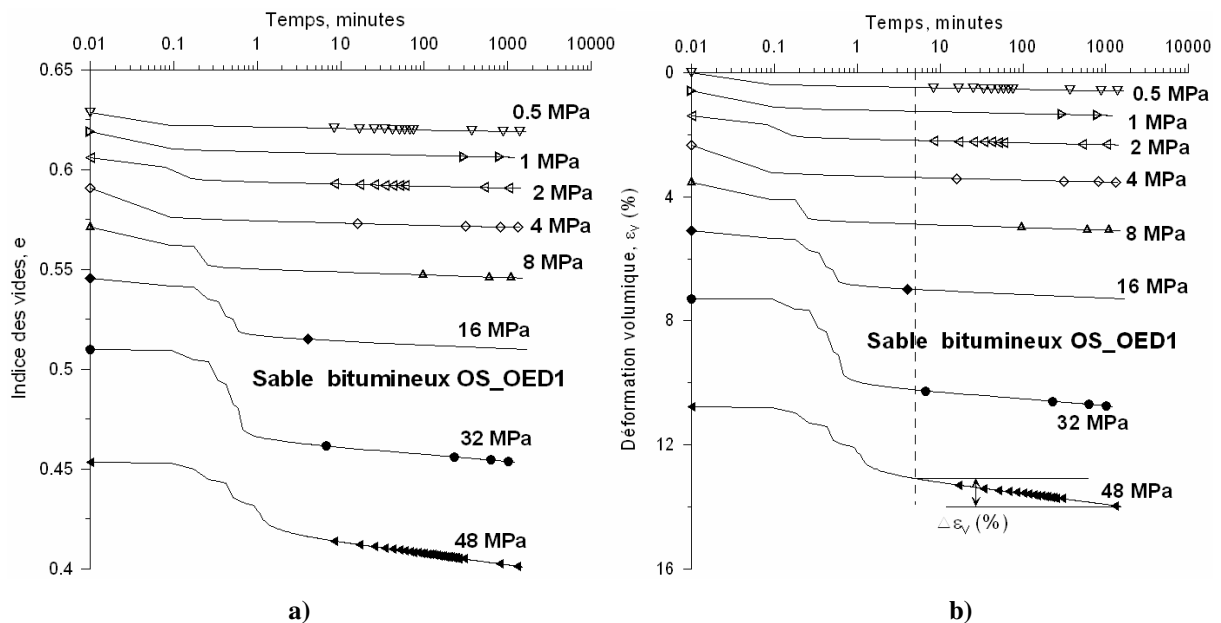 Temps, minutes
0.01 0.1 1 10 100 1000 10000
0.65
0.6
0.55
0.5
0.45
0.4
Indice des vides, e
0.5 MPa
1 MPa
2 MPa
4 MPa
8 MPa
16 MPa
Sable bitumineux OS_OED1
32 MPa
48 MPa
a)
Temps, minutes
0.01 0.1 1 10 100 1000 10000
0
4
8
12
16
Déformation volumique, εᵥ (%)
0.5 MPa
1 MPa
2 MPa
4 MPa
8 MPa
16 MPa
Sable bitumineux OS_OED1
32 MPa
48 MPa
△εᵥ (%)
b)